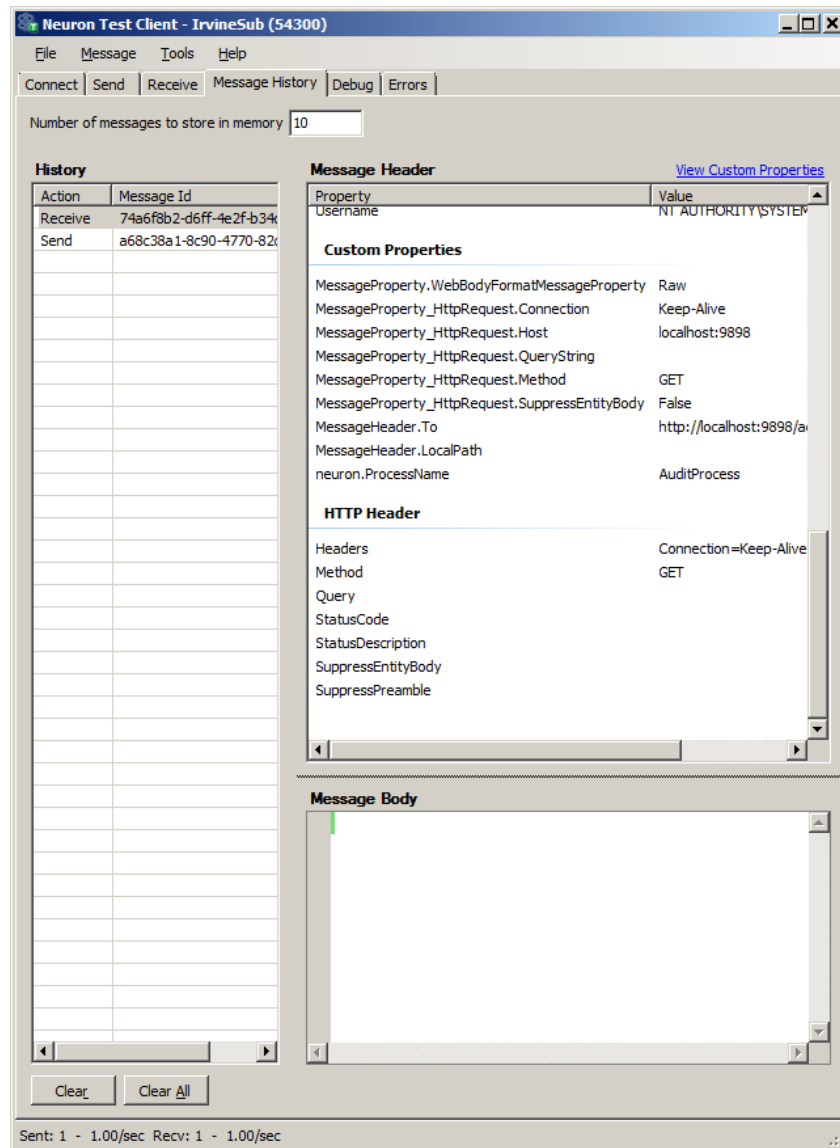 Neuron Test Client - IrvineSub (54300)
File Message Tools Help
Connect Send Receive Message History Debug Errors
Number of messages to store in memory 10
History
Action Message Id
Receive 74a6f8b2-d6ff-4e2f-b34
Send a68c38a1-8c90-4770-82
Message Header View Custom Properties
Property Value
Username NT AUTHORITY\SYSTEM
Custom Properties
MessageProperty.WebBodyFormatMessageProperty Raw
MessageProperty_HttpRequest.Connection Keep-Alive
MessageProperty_HttpRequest.Host localhost:9898
MessageProperty_HttpRequest.QueryString
MessageProperty_HttpRequest.Method GET
MessageProperty_HttpRequest.SuppressEntityBody False
MessageHeader.To http://localhost:9898/a
MessageHeader.LocalPath
neuron.ProcessName AuditProcess
HTTP Header
Headers Connection=Keep-Alive
Method GET
Query
StatusCode
StatusDescription
SuppressEntityBody
SuppressPreamble
Message Body
Clear Clear All
Sent: 1 - 1.00/sec Recv: 1 - 1.00/sec